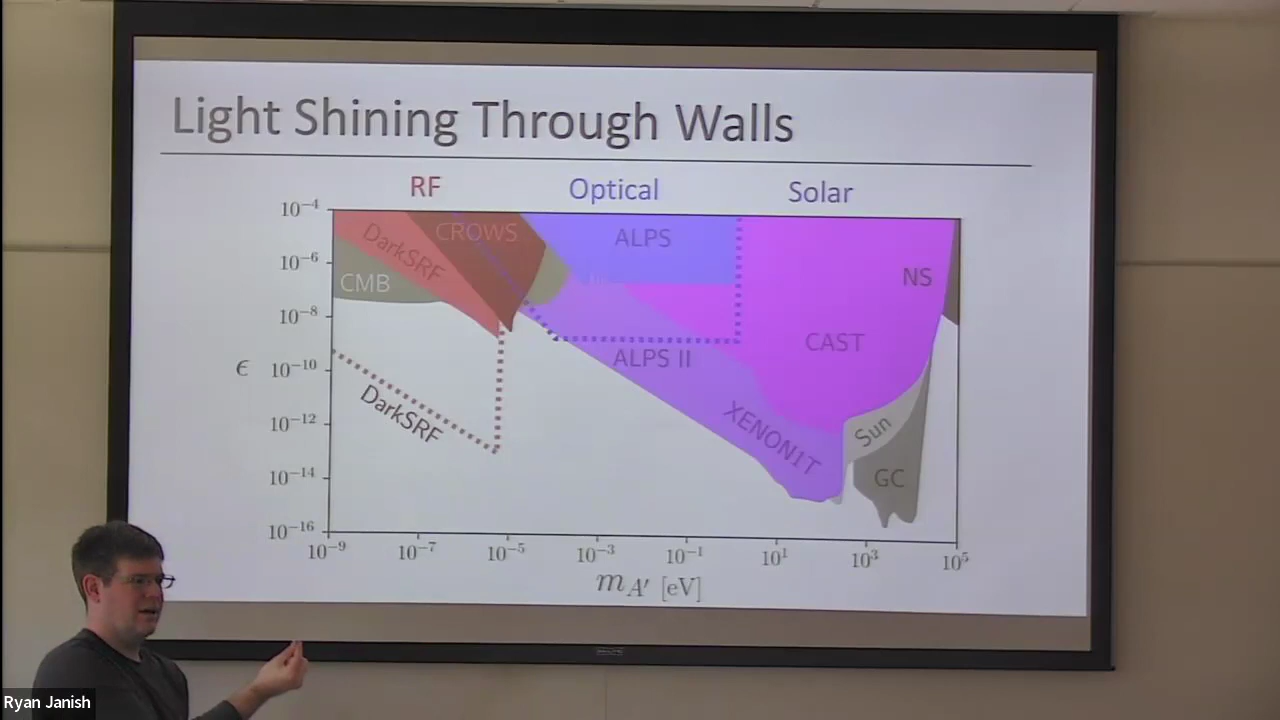 Light Shining Through Walls
RF Optical Solar
10⁻⁴
10⁻⁶
10⁻⁸
10⁻¹⁰
10⁻¹²
10⁻¹⁴
10⁻¹⁶
ϵ
DarkSRF
CROWS
ALPS
CMB
NS
CAST
ALPS II
DarkSRF
XENON1T
Sun
GC
10⁻⁹ 10⁻⁷ 10⁻⁵ 10⁻³ 10⁻¹ 10¹ 10³ 10⁵
m_A′ [eV]
Ryan Janish